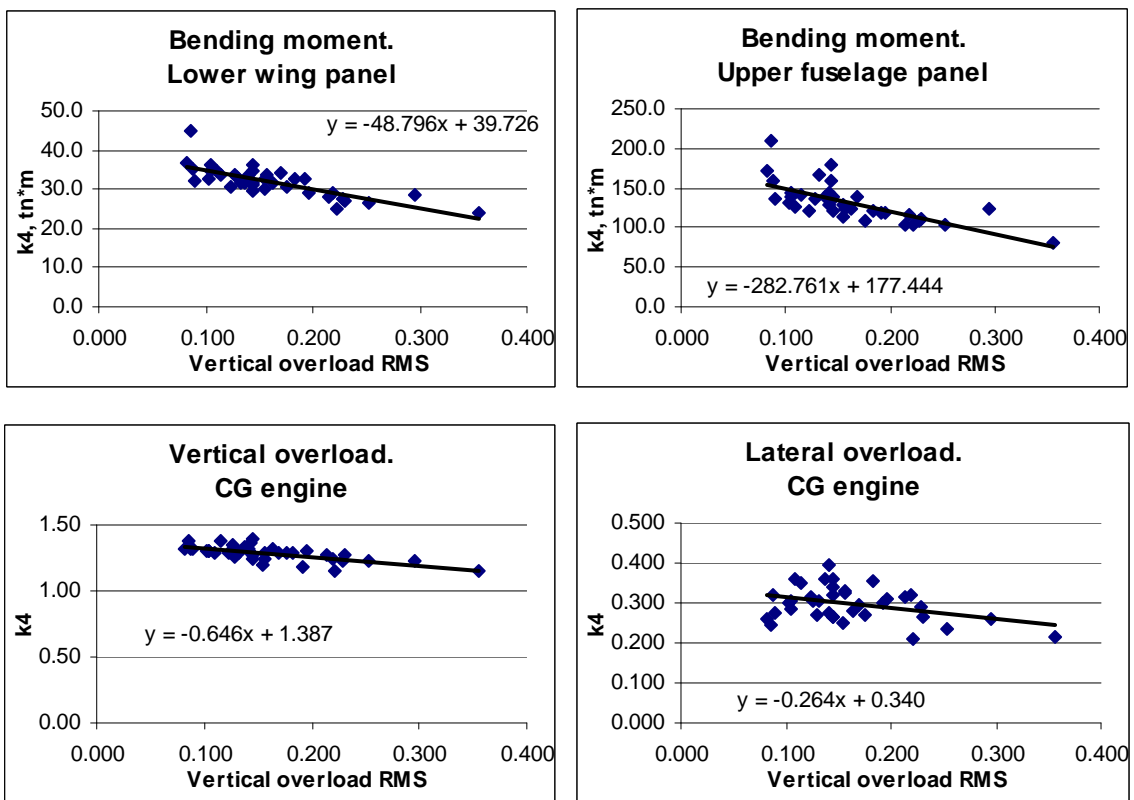 Bending moment.
Lower wing panel
k4, tn*m
50.0
40.0
30.0
20.0
10.0
0.0
y = -48.796x + 39.726
0.000 0.100 0.200 0.300 0.400
Vertical overload RMS
Bending moment.
Upper fuselage panel
k4, tn*m
250.0
200.0
150.0
100.0
50.0
0.0
y = -282.761x + 177.444
0.000 0.100 0.200 0.300 0.400
Vertical overload RMS
Vertical overload.
CG engine
k4
1.50
1.00
0.50
0.00
y = -0.646x + 1.387
0.000 0.100 0.200 0.300 0.400
Vertical overload RMS
Lateral overload.
CG engine
k4
0.500
0.400
0.300
0.200
0.100
0.000
y = -0.264x + 0.340
0.000 0.100 0.200 0.300 0.400
Vertical overload RMS